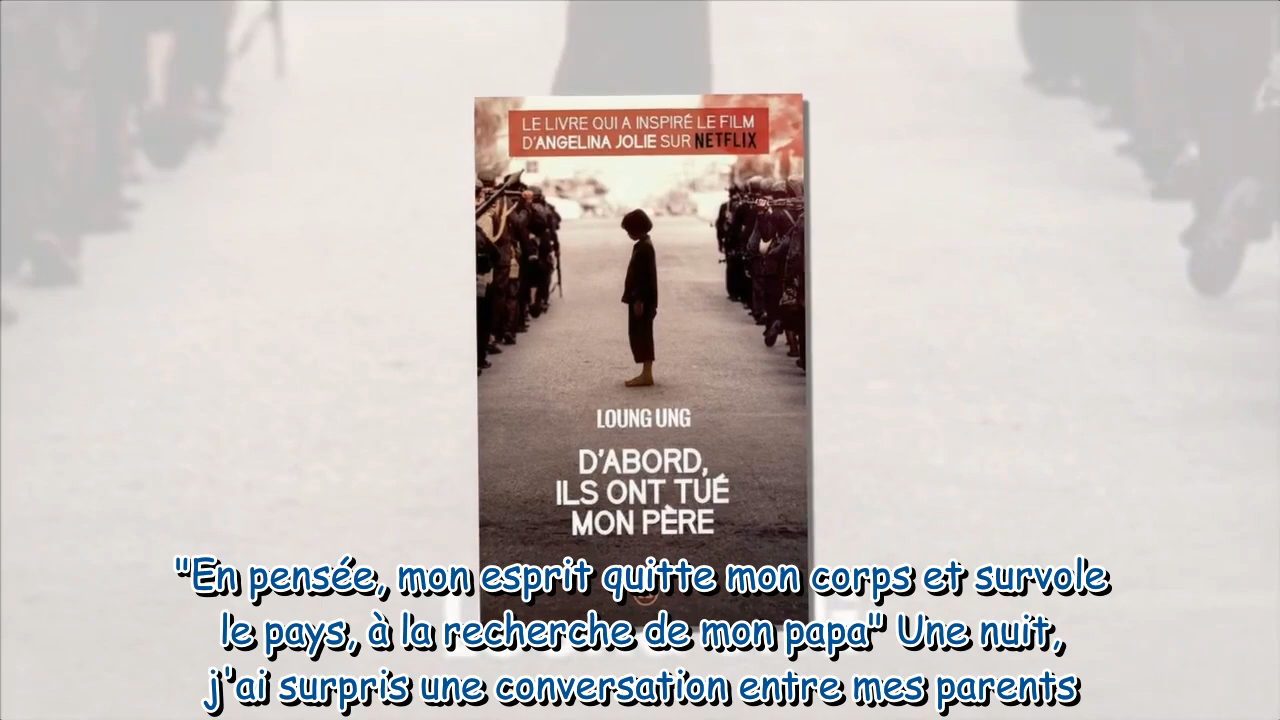 LE LIVRE QUI A INSPIRÉ LE FILM
D'ANGELINA JOLIE SUR NETFLIX
LOUNG UNG
D'ABORD,
ILS ONT TUÉ
MON PÈRE
"En pensée, mon esprit quitte mon corps et survole
le pays, à la recherche de mon papa" Une nuit,
j'ai surpris une conversation entre mes parents